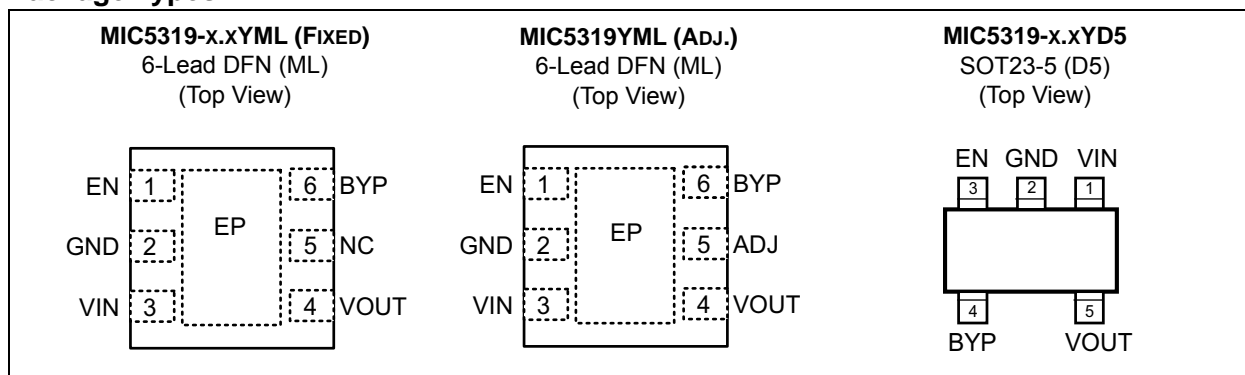 MIC5319-X.XYML (FIXED)
6-Lead DFN (ML)
(Top View)
EN 1 6 BYP
EP
GND 2 5 NC
VIN 3 4 VOUT
MIC5319YML (ADJ.)
6-Lead DFN (ML)
(Top View)
EN 1 6 BYP
EP
GND 2 5 ADJ
VIN 3 4 VOUT
MIC5319-X.XYD5
SOT23-5 (D5)
(Top View)
EN GND VIN
3 2 1
4 5
BYP VOUT